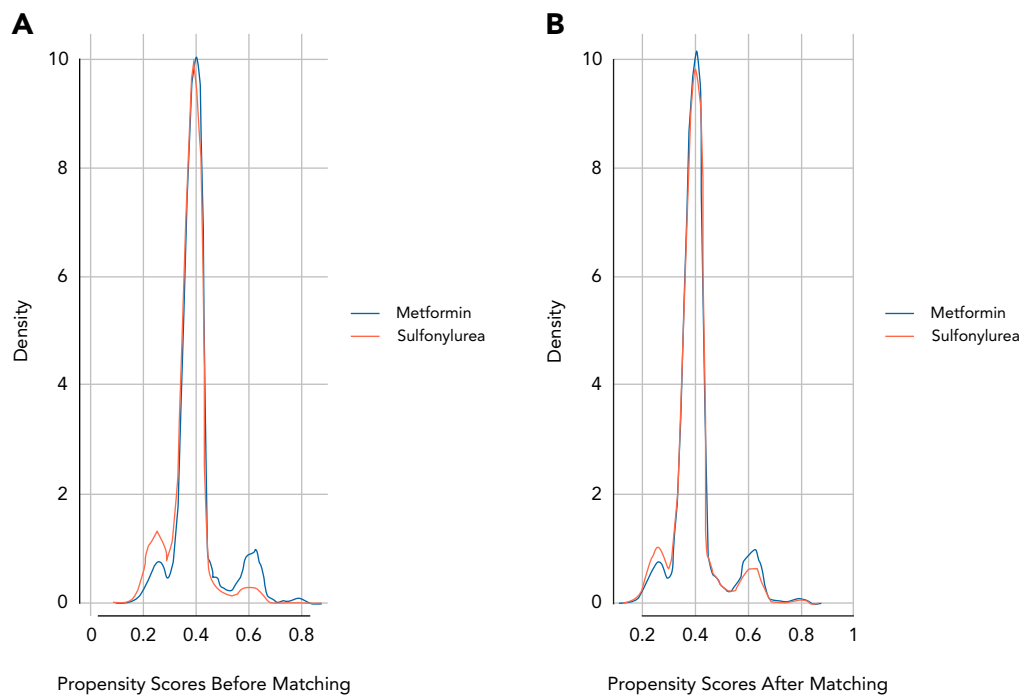 A
10
8
6
4
2
0
Density
0 0.2 0.4 0.6 0.8
Propensity Scores Before Matching
Metformin
Sulfonylurea
B
10
8
6
4
2
0
Density
0.2 0.4 0.6 0.8 1
Propensity Scores After Matching
Metformin
Sulfonylurea